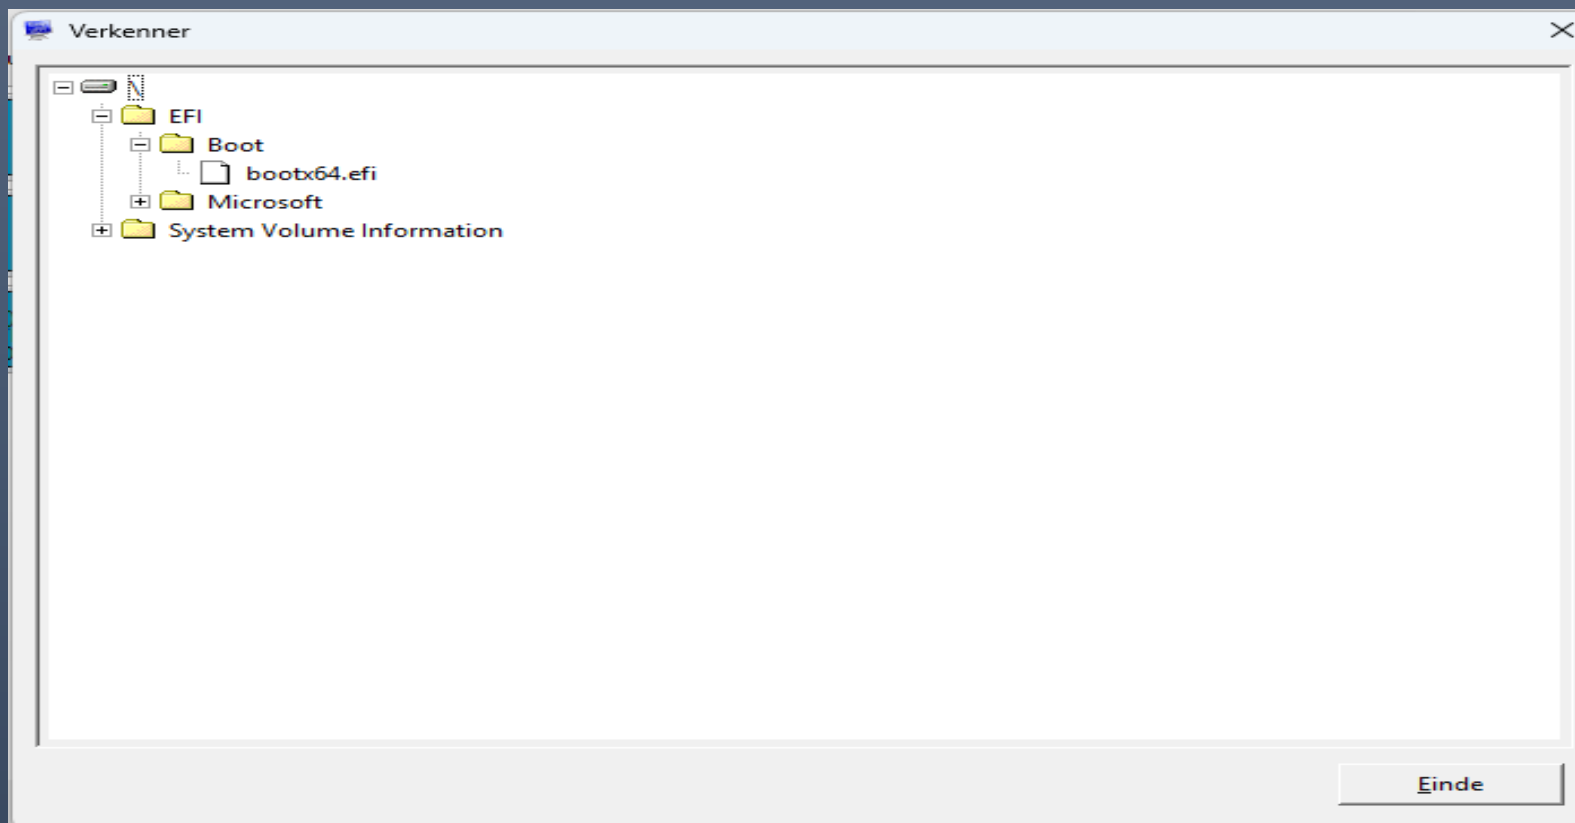 Verkenner
\
EFI
Boot
bootx64.efi
Microsoft
System Volume Information
Einde